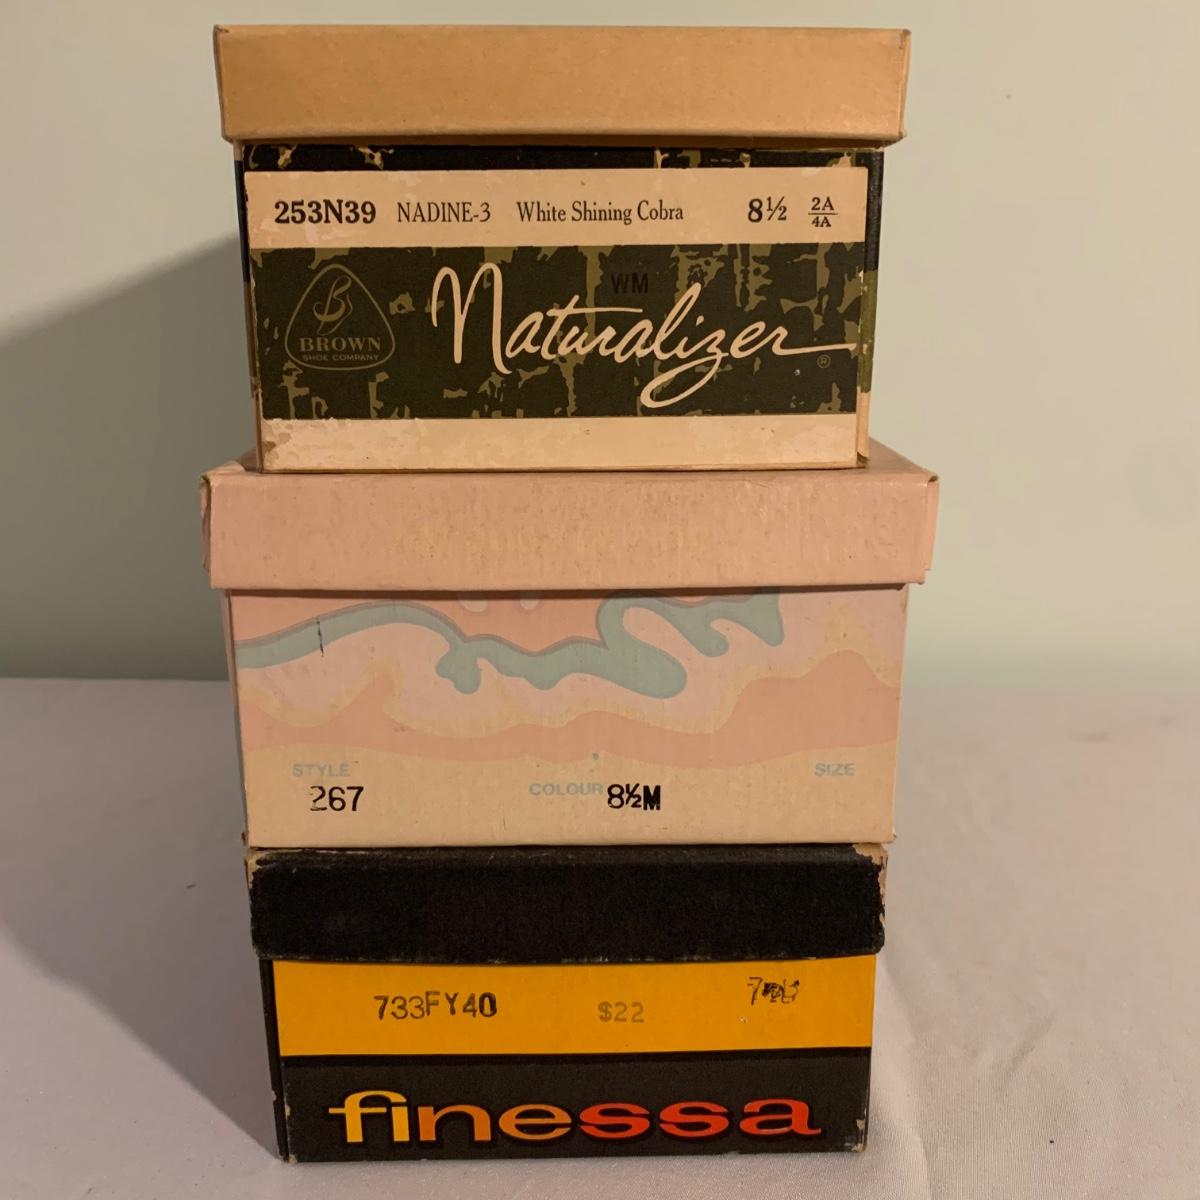 253N39 NADINE-3 White Shining Cobra 8½ 2A/4A
WM
Naturalizer ®
B
BROWN
SHOE COMPANY
STYLE COLOUR SIZE
267 8½M
733FY40 $22
finessa